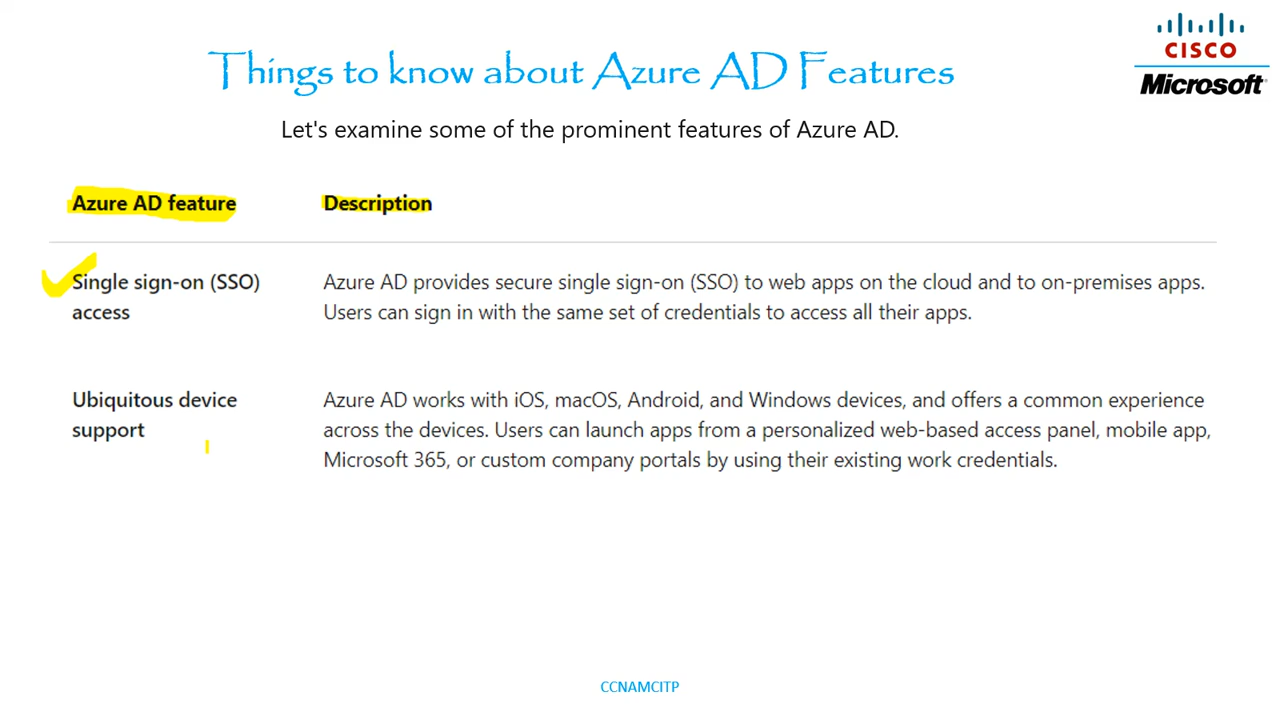 CISCO
Microsoft
Things to know about Azure AD Features
Let's examine some of the prominent features of Azure AD.
Azure AD feature
Description
Single sign-on (SSO)
access
Azure AD provides secure single sign-on (SSO) to web apps on the cloud and to on-premises apps.
Users can sign in with the same set of credentials to access all their apps.
Ubiquitous device
support
Azure AD works with iOS, macOS, Android, and Windows devices, and offers a common experience
across the devices. Users can launch apps from a personalized web-based access panel, mobile app,
Microsoft 365, or custom company portals by using their existing work credentials.
CCNAMCITP